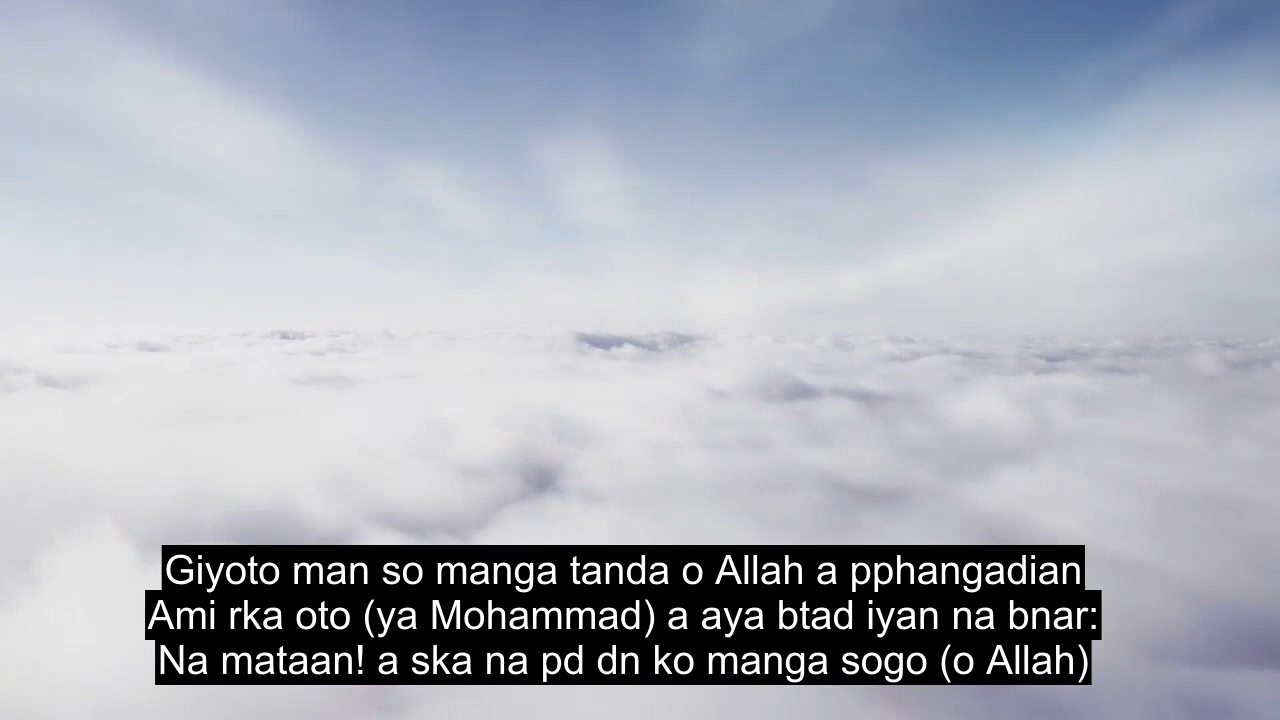 Giyoto man so manga tanda o Allah a pphangadian
Ami rka oto (ya Mohammad) a aya btad iyan na bnar:
Na mataan! a ska na pd dn ko manga sogo (o Allah)